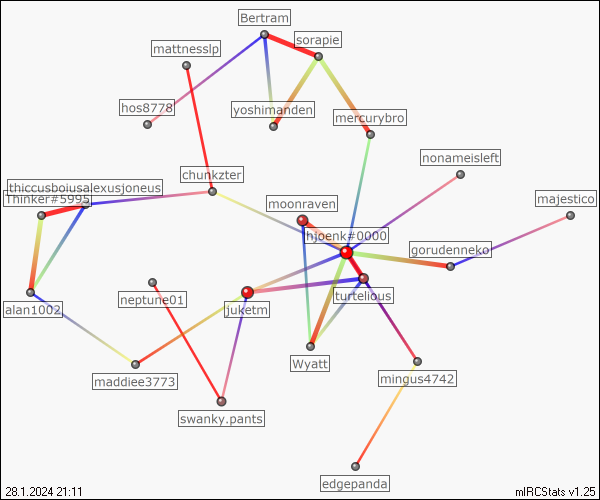 Bertram
sorapie
mattnesslp
hos8778
yoshimanden
mercurybro
nonameisleft
chunkzter
thiccusboiusalexusjoneus
Thinker#5995
moonraven
majestico
hjoenk#0000
gorudenneko
turtelious
neptune01
juketm
alan1002
Wyatt
maddiee3773
mingus4742
swanky.pants
edgepanda
28.1.2024 21:11
mIRCStats v1.25